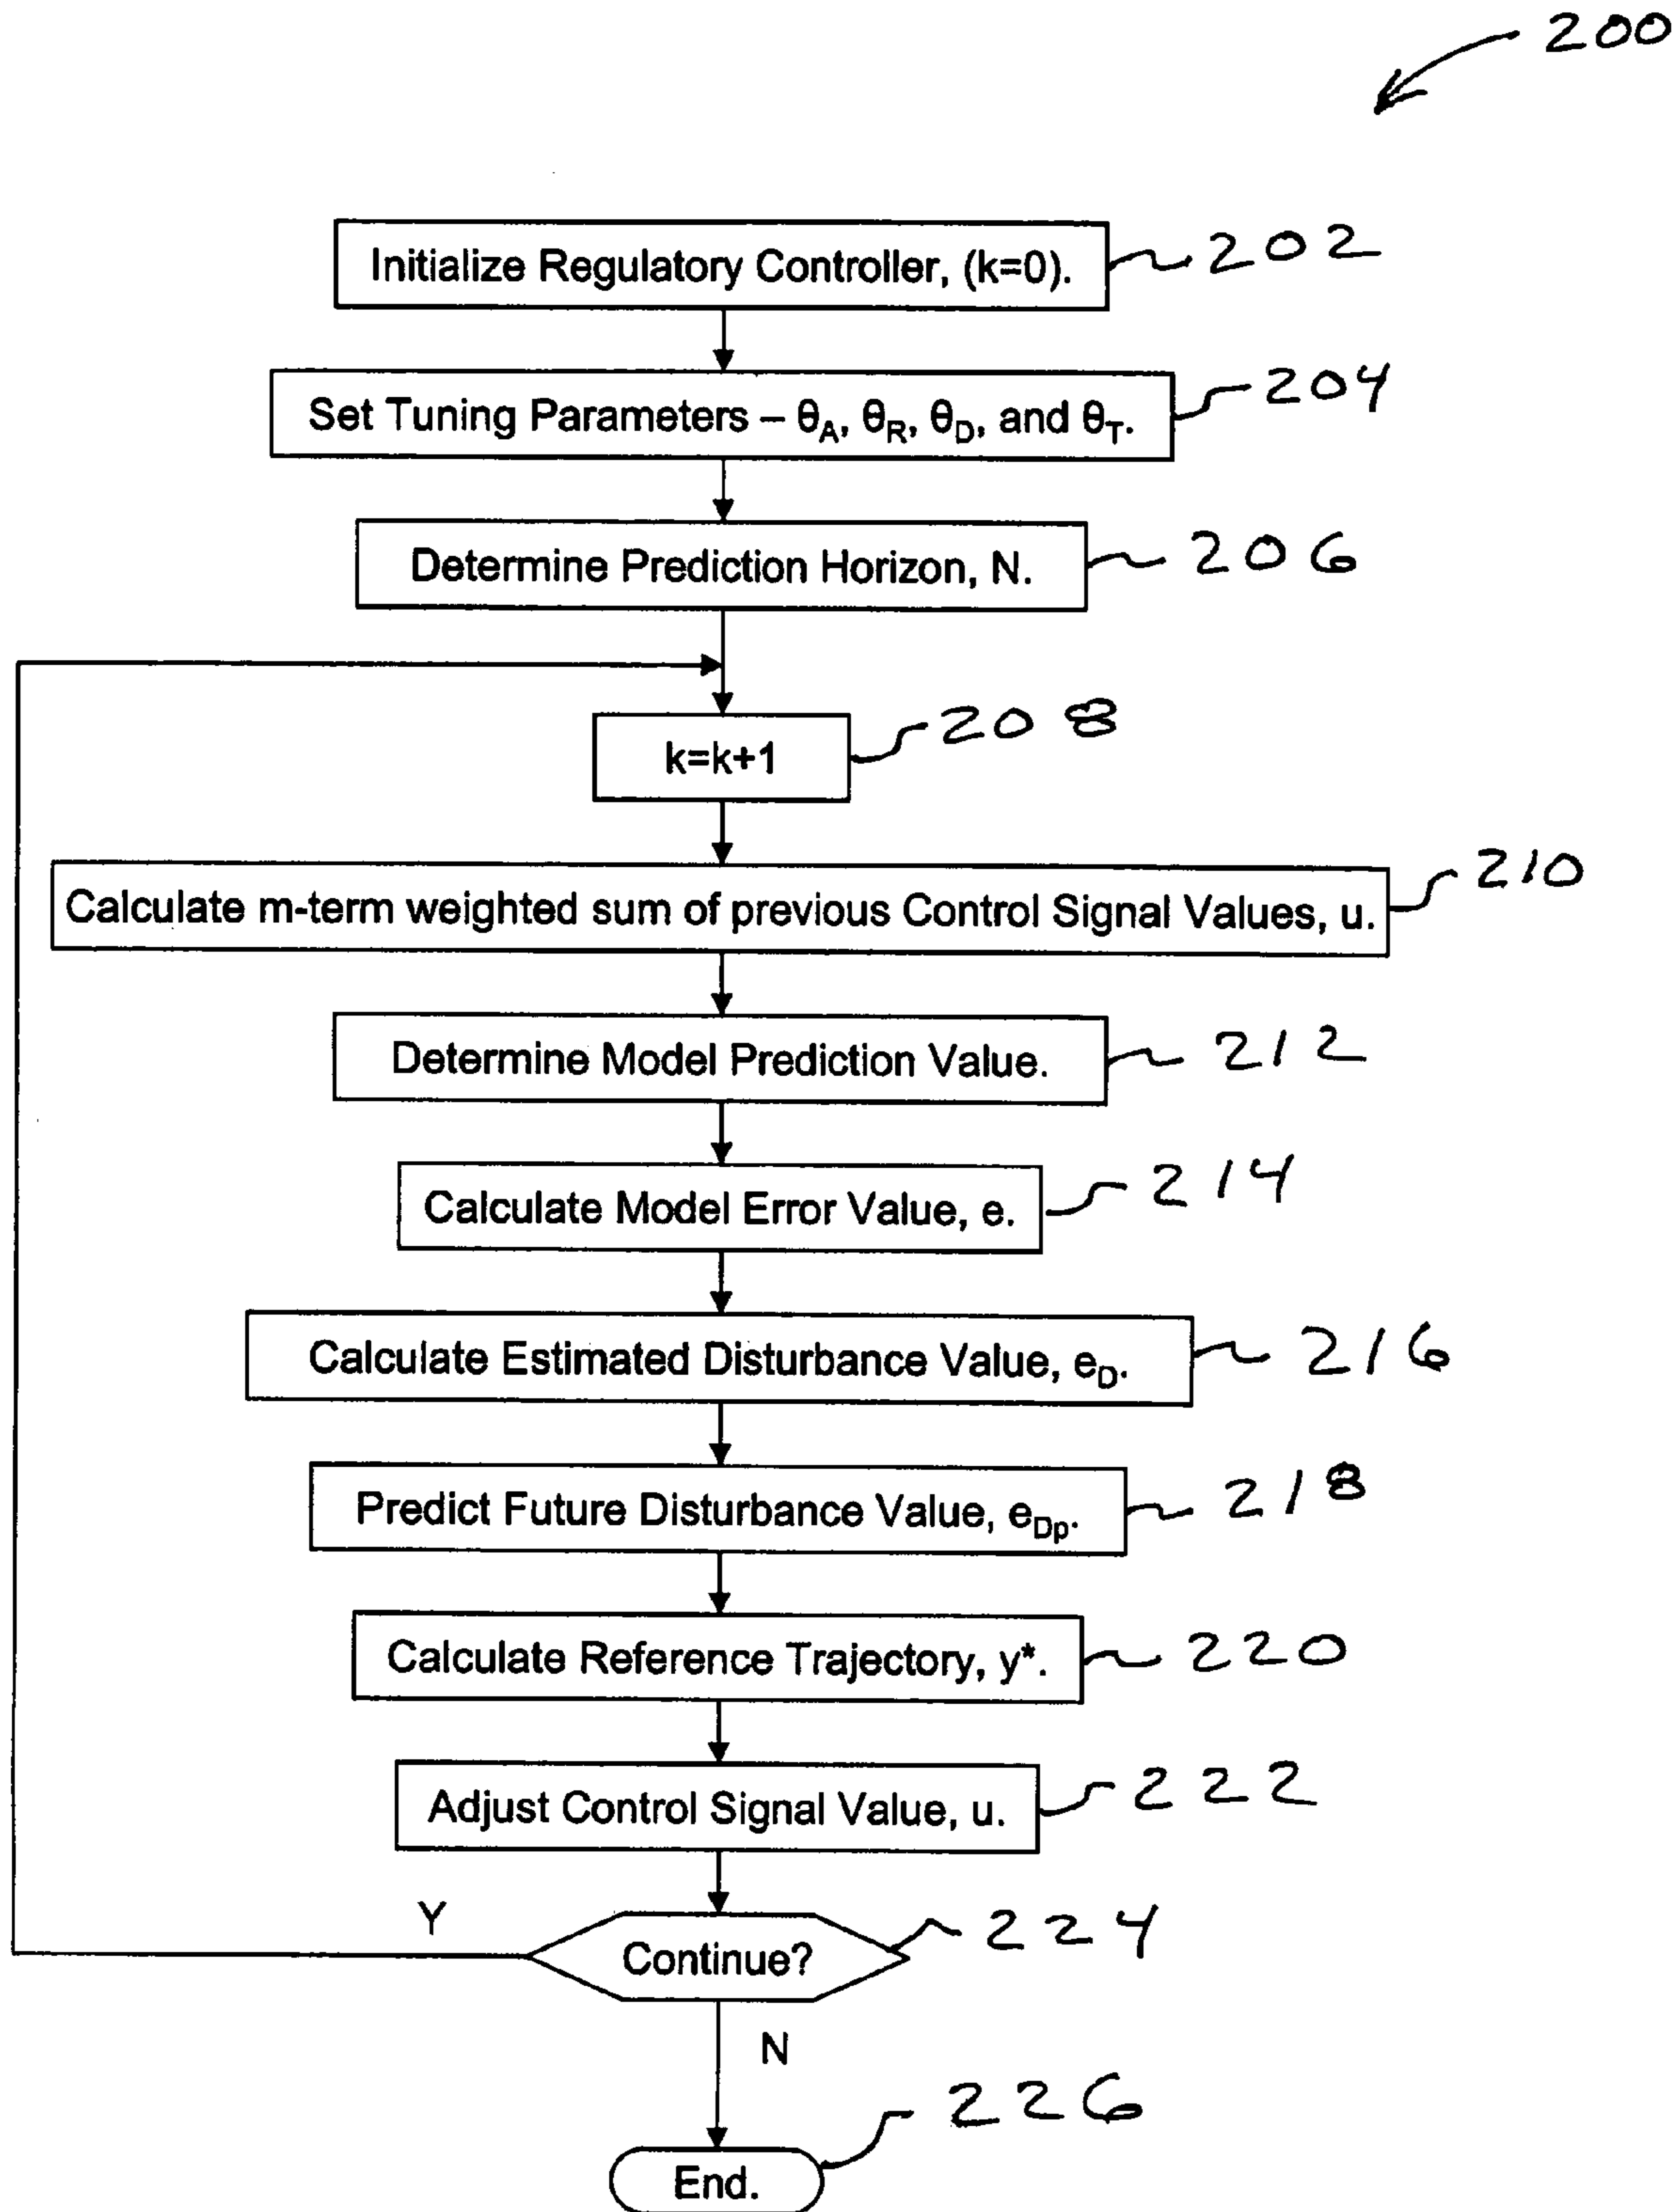 200
Initialize Regulatory Controller, (k=0).
202
Set Tuning Parameters – θA, θR, θD, and θT.
204
Determine Prediction Horizon, N.
206
k=k+1
208
Calculate m-term weighted sum of previous Control Signal Values, u.
210
Determine Model Prediction Value.
212
Calculate Model Error Value, e.
214
Calculate Estimated Disturbance Value, eD.
216
Predict Future Disturbance Value, eDp.
218
Calculate Reference Trajectory, y*.
220
Adjust Control Signal Value, u.
222
Y
Continue?
224
N
226
End.